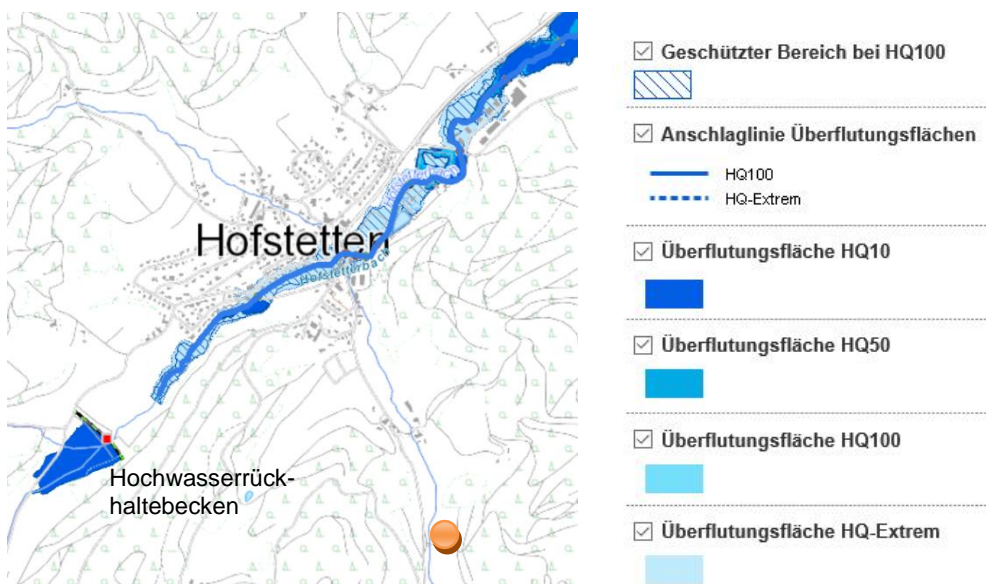 Hofstetten
Hofstetterbach
Hochwasserrück-
haltebecken
Geschützter Bereich bei HQ100
Anschlaglinie Überflutungsflächen
HQ100
HQ-Extrem
Überflutungsfläche HQ10
Überflutungsfläche HQ50
Überflutungsfläche HQ100
Überflutungsfläche HQ-Extrem